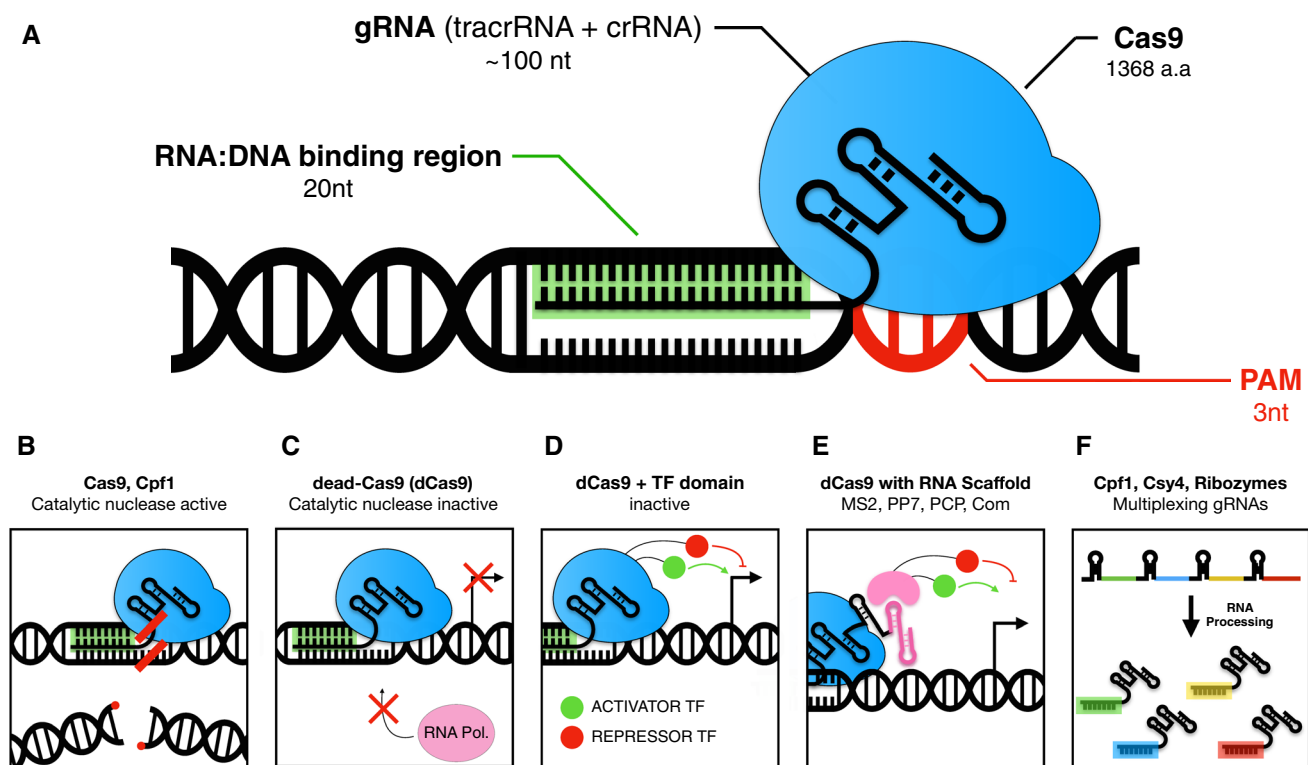 A
gRNA (tracrRNA + crRNA)
~100 nt
Cas9
1368 a.a
RNA:DNA binding region
20nt
PAM
3nt
B
Cas9, Cpf1
Catalytic nuclease active
C
dead-Cas9 (dCas9)
Catalytic nuclease inactive
RNA Pol.
D
dCas9 + TF domain
inactive
ACTIVATOR TF
REPRESSOR TF
E
dCas9 with RNA Scaffold
MS2, PP7, PCP, Com
F
Cpf1, Csy4, Ribozymes
Multiplexing gRNAs
RNA
Processing